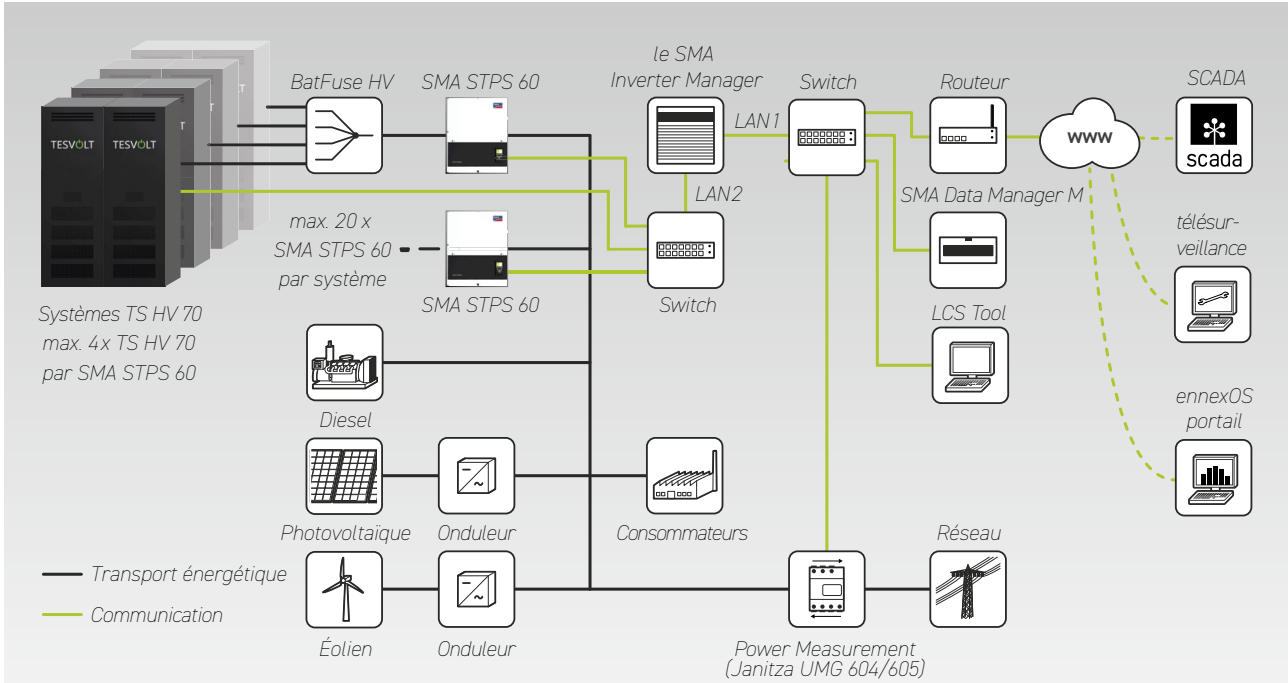 BatFuse HV
SMA STPS 60
le SMA
Inverter Manager
Switch
Routeur
SCADA
LAN1
www
scada
TESVOLT
TESVOLT
LAN2
SMA Data Manager M
max. 20 x
SMA STPS 60
par système
SMA STPS 60
Switch
télésur-
veillance
Systèmes TS HV 70
max. 4x TS HV 70
par SMA STPS 60
LCS Tool
Diesel
ennexOS
portail
Photovoltaïque
Onduleur
Consommateurs
Réseau
Transport énergétique
Communication
Éolien
Onduleur
Power Measurement
(Janitza UMG 604/605)